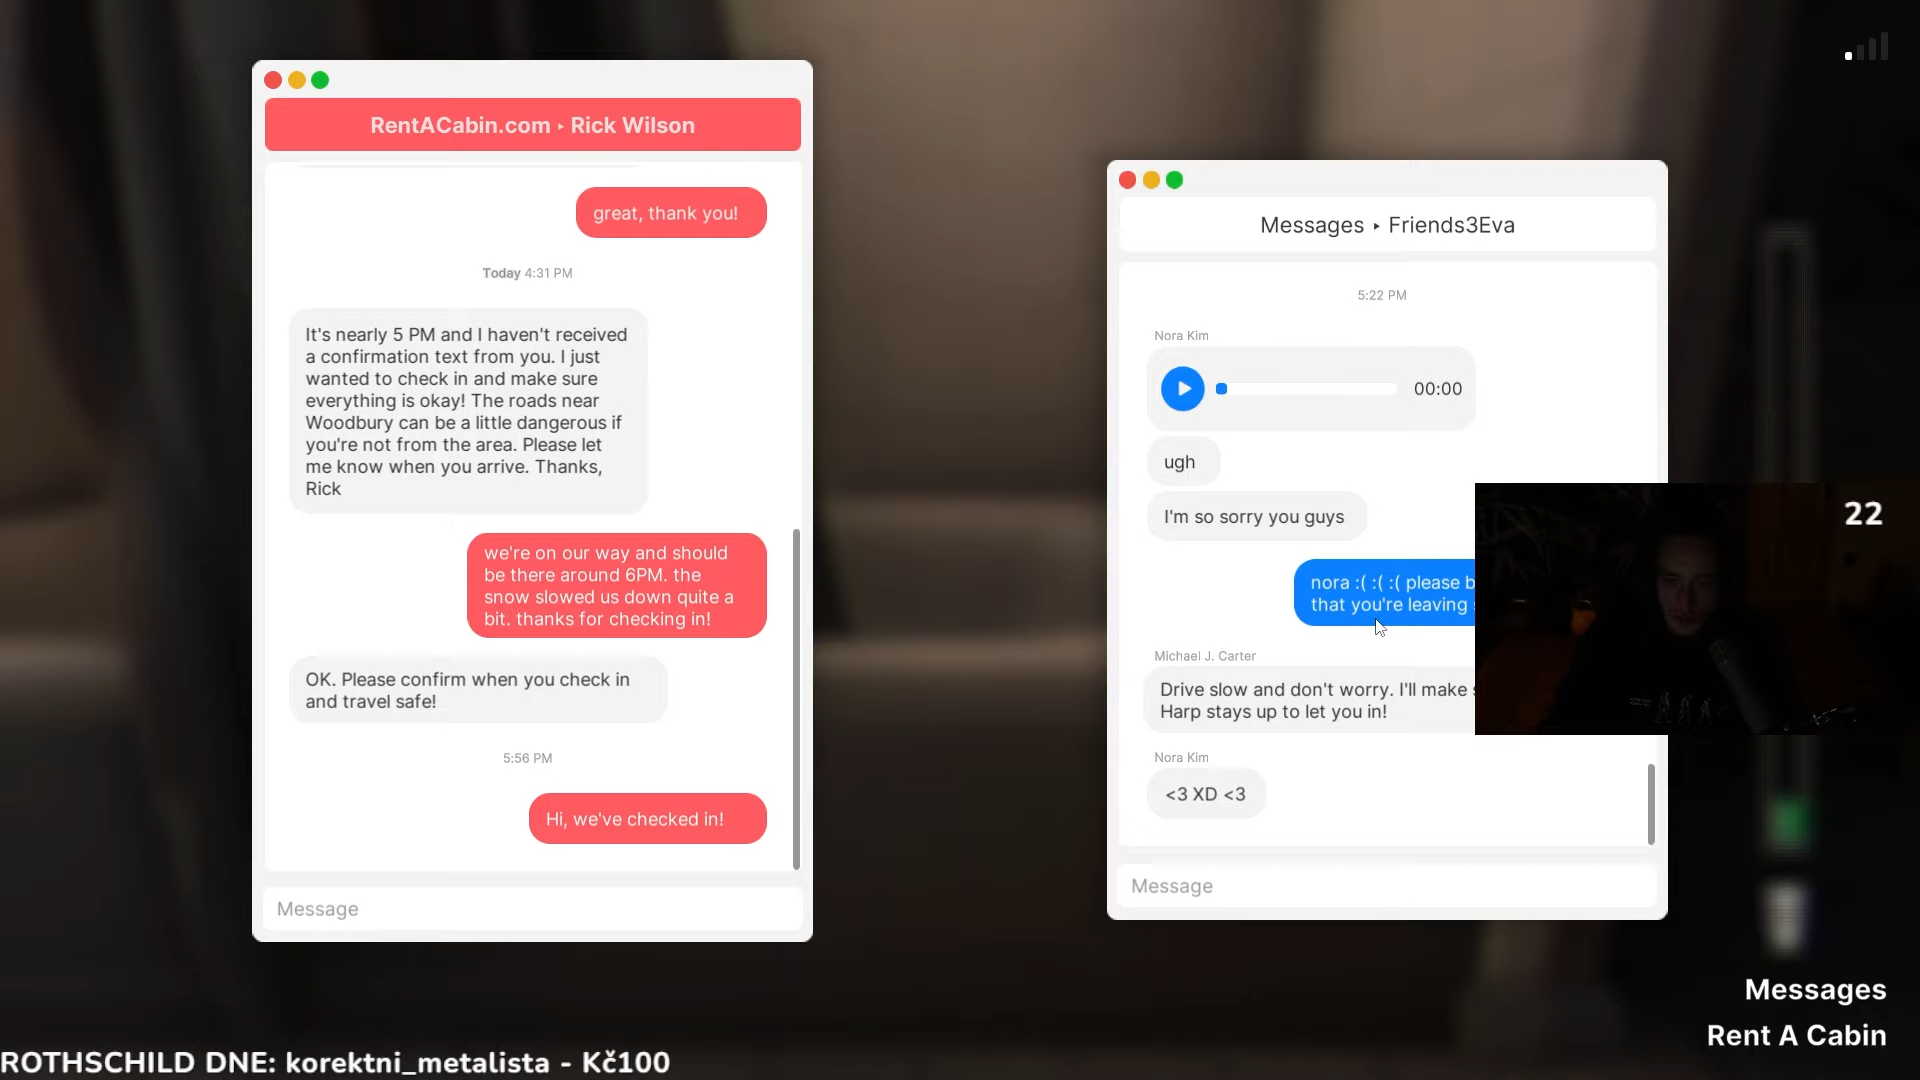 RentACabin.com ‣ Rick Wilson
great, thank you!
Today 4:31 PM
It's nearly 5 PM and I haven't received
a confirmation text from you. I just
wanted to check in and make sure
everything is okay! The roads near
Woodbury can be a little dangerous if
you're not from the area. Please let
me know when you arrive. Thanks,
Rick
we're on our way and should
be there around 6PM. the
snow slowed us down quite a
bit. thanks for checking in!
OK. Please confirm when you check in
and travel safe!
5:56 PM
Hi, we've checked in!
Message
Messages ‣ Friends3Eva
5:22 PM
Nora Kim
00:00
ugh
I'm so sorry you guys
nora :( :( :( please
that you're leaving
Michael J. Carter
Drive slow and don't worry. I'll make
Harp stays up to let you in!
Nora Kim
<3 XD <3
Message
22
Messages
Rent A Cabin
ROTHSCHILD DNE: korektni_metalista - Kč100